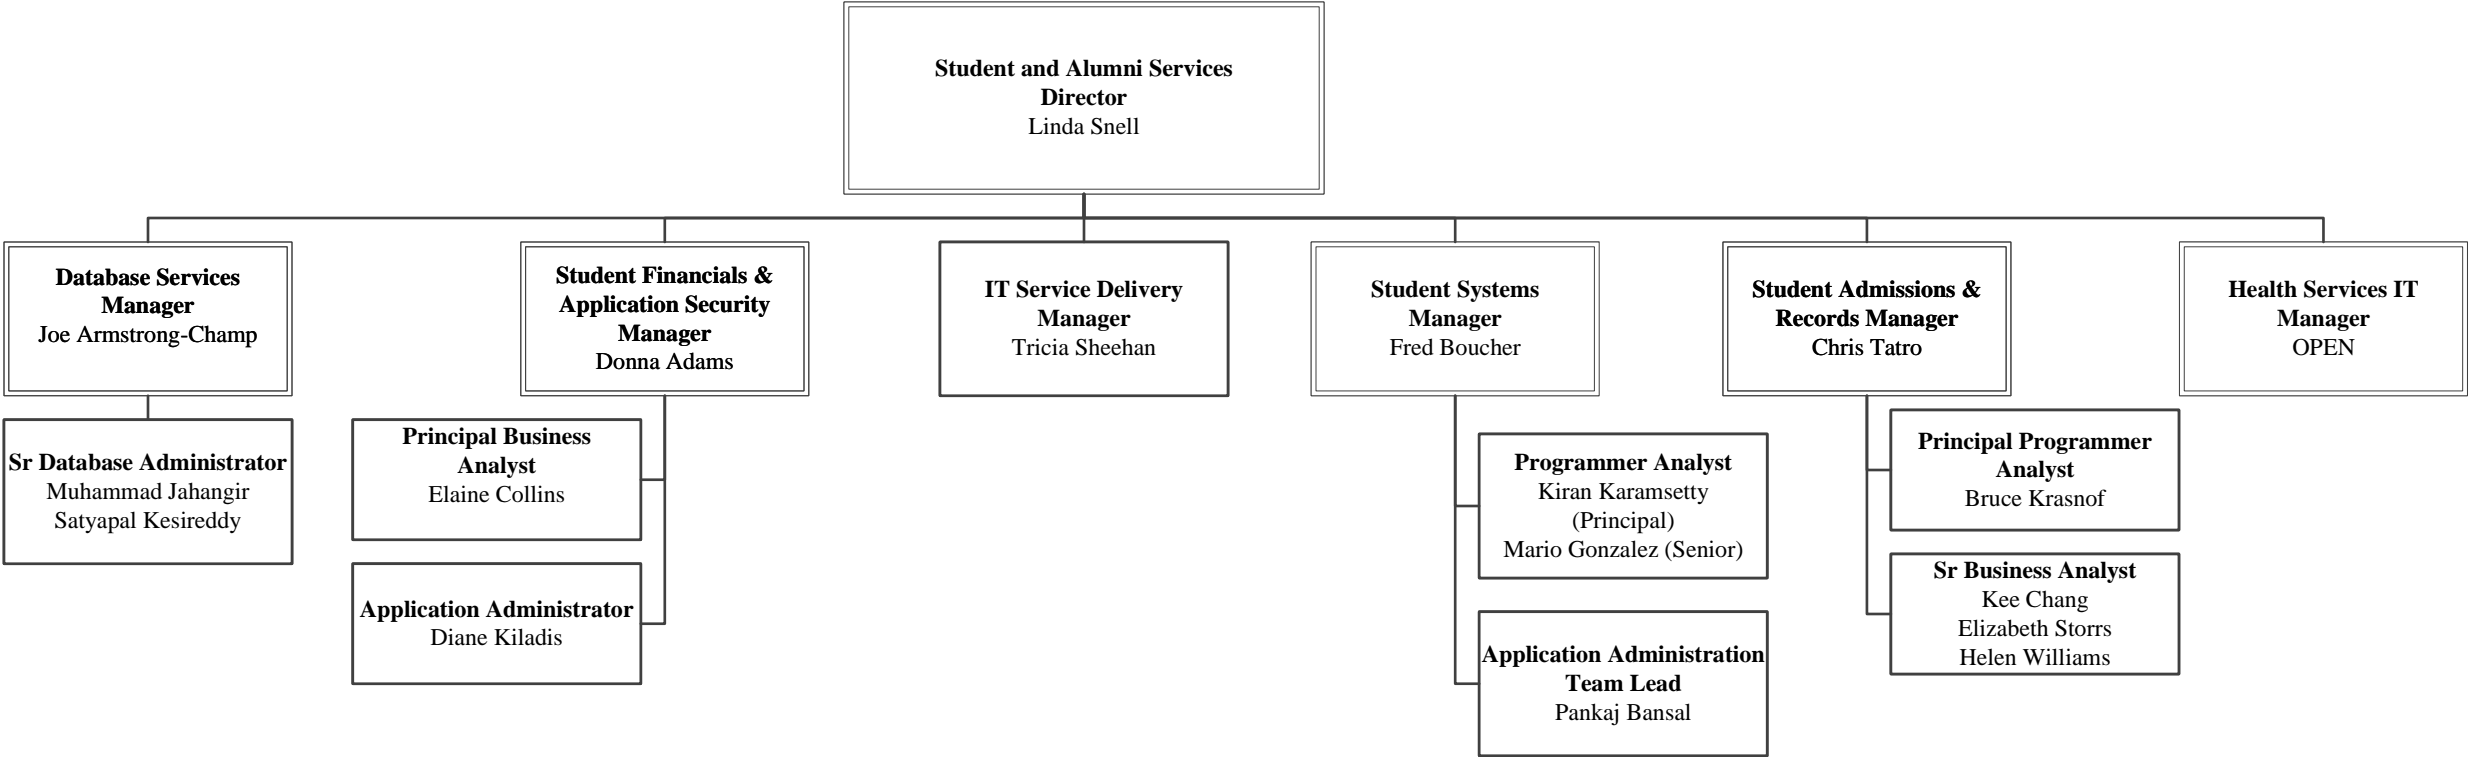 Student and Alumni Services
Director
Linda Snell
Database Services
Manager
Joe Armstrong-Champ
Student Financials &
Application Security
Manager
Donna Adams
IT Service Delivery
Manager
Tricia Sheehan
Student Systems
Manager
Fred Boucher
Student Admissions &
Records Manager
Chris Tatro
Health Services IT
Manager
OPEN
Sr Database Administrator
Muhammad Jahangir
Satyapal Kesireddy
Principal Business
Analyst
Elaine Collins
Application Administrator
Diane Kiladis
Programmer Analyst
Kiran Karamsetty
(Principal)
Mario Gonzalez (Senior)
Application Administration
Team Lead
Pankaj Bansal
Principal Programmer
Analyst
Bruce Krasnof
Sr Business Analyst
Kee Chang
Elizabeth Storrs
Helen Williams